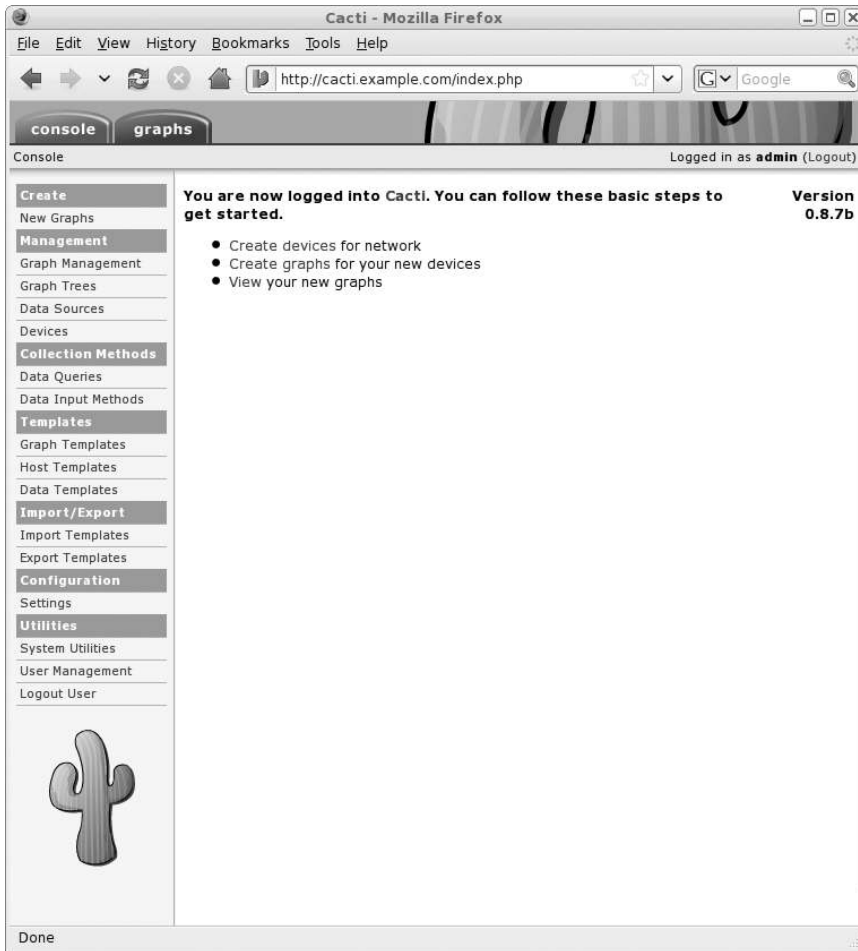 Cacti - Mozilla Firefox
File Edit View History Bookmarks Tools Help
http://cacti.example.com/index.php
G Google
console graphs
Console
Logged in as admin (Logout)
Create
New Graphs
Management
Graph Management
Graph Trees
Data Sources
Devices
Collection Methods
Data Queries
Data Input Methods
Templates
Graph Templates
Host Templates
Data Templates
Import/Export
Import Templates
Export Templates
Configuration
Settings
Utilities
System Utilities
User Management
Logout User
You are now logged into Cacti. You can follow these basic steps to
get started.
Version
0.8.7b
• Create devices for network
• Create graphs for your new devices
• View your new graphs
Done